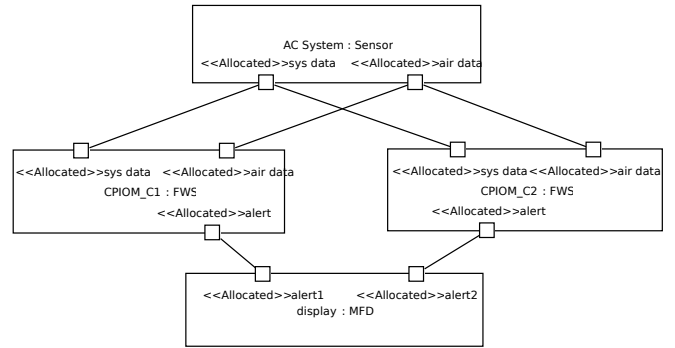 AC System : Sensor
<<Allocated>>sys data <<Allocated>>air data
<<Allocated>>sys data <<Allocated>>air data
CPIOM_C1 : FWS
<<Allocated>>alert
<<Allocated>>sys data <<Allocated>>air data
CPIOM_C2 : FWS
<<Allocated>>alert
<<Allocated>>alert1 <<Allocated>>alert2
display : MFD